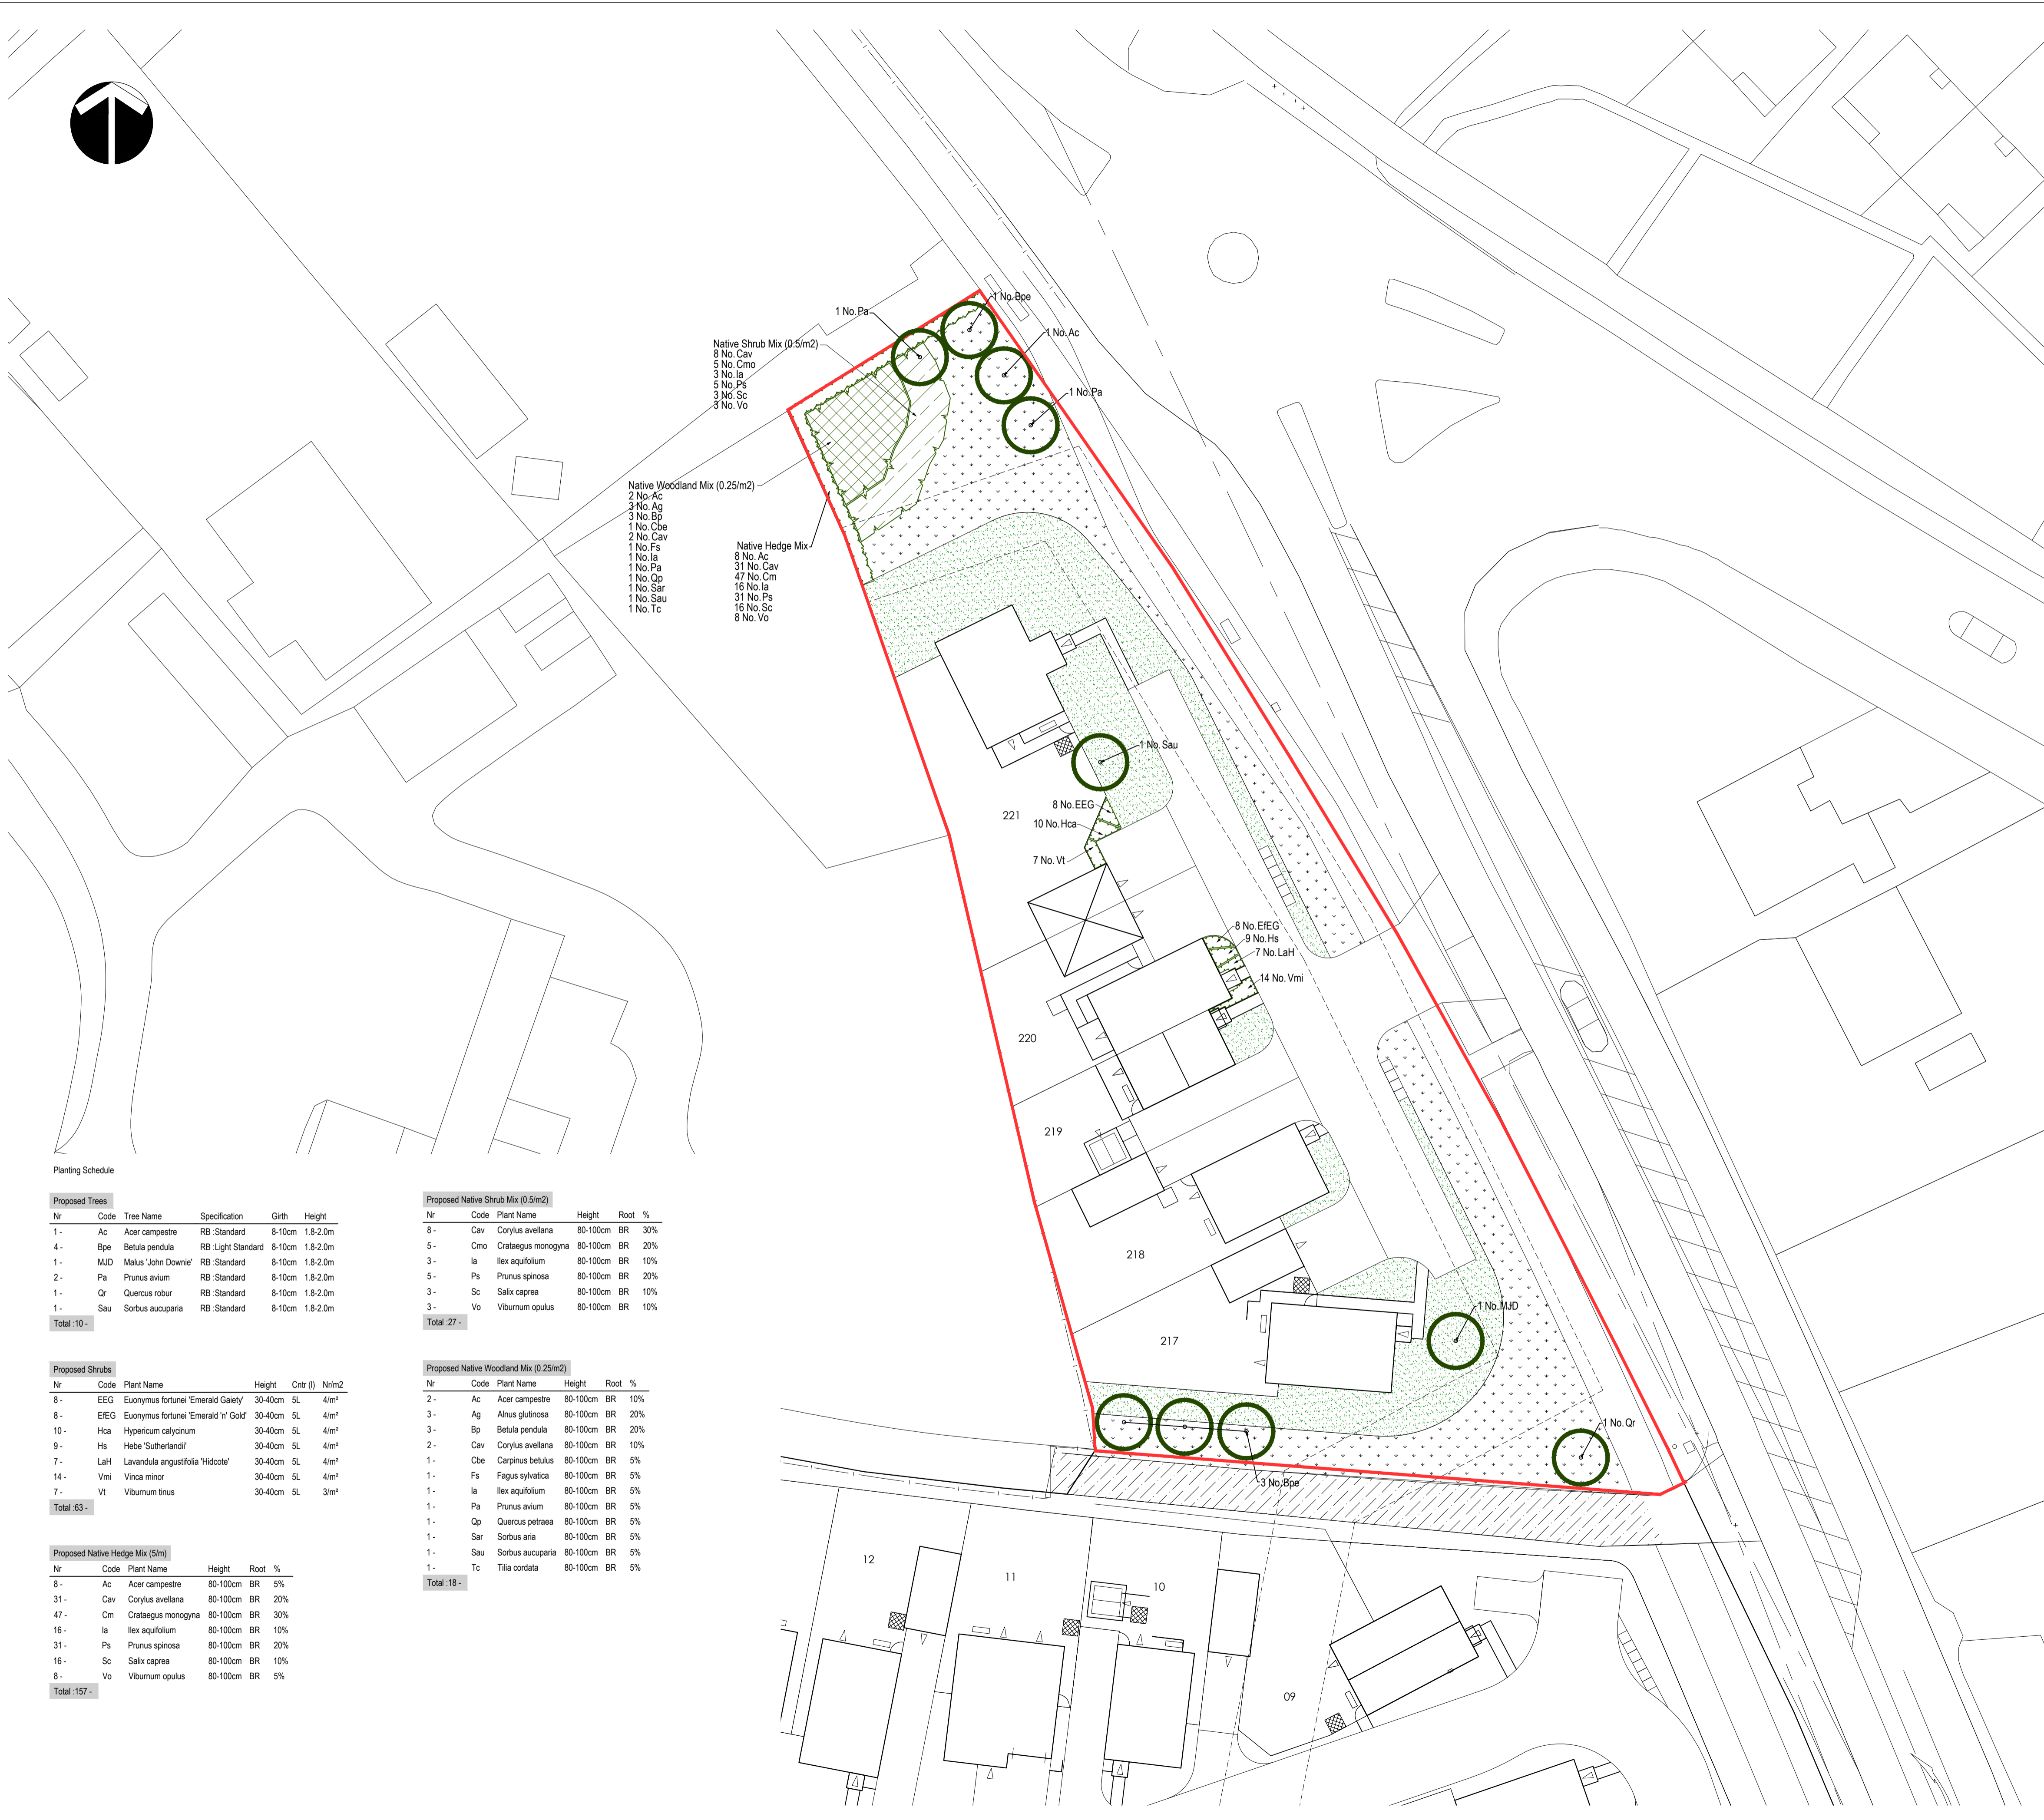 1 No. Bpe
1 No. Pa
1 No. Ac
Native Shrub Mix (0.5/m2)
8 No. Cav
5 No. Cmo
3 No. Ia
5 No. Ps
3 No. Sc
3 No. Vo
1 No. Pa
Native Woodland Mix (0.25/m2)
2 No. Ac
3 No. Ag
3 No. Bp
1 No. Cbe
2 No. Cav
1 No. Fs
1 No. Ia
1 No. Pa
1 No. Qp
1 No. Sar
1 No. Sau
1 No. Tc
Native Hedge Mix
8 No. Ac
31 No. Cav
47 No. Cm
16 No. Ia
31 No. Ps
16 No. Sc
8 No. Vo
1 No. Sau
8 No. EEG
221
10 No. Hca
7 No. Vt
8 No. EfEG
9 No. Hs
7 No. LaH
14 No. Vmi
220
219
218
217
1 No. MJD
1 No. Qr
3 No. Bpe
12
11
10
09
Planting Schedule
Proposed Trees
Nr Code Tree Name Specification Girth Height
1 - Ac Acer campestre RB :Standard 8-10cm 1.8-2.0m
4 - Bpe Betula pendula RB :Light Standard 8-10cm 1.8-2.0m
1 - MJD Malus 'John Downie' RB :Standard 8-10cm 1.8-2.0m
2 - Pa Prunus avium RB :Standard 8-10cm 1.8-2.0m
1 - Qr Quercus robur RB :Standard 8-10cm 1.8-2.0m
1 - Sau Sorbus aucuparia RB :Standard 8-10cm 1.8-2.0m
Total :10 -
Proposed Shrubs
Nr Code Plant Name Height Cntr (l) Nr/m2
8 - EEG Euonymus fortunei 'Emerald Gaiety' 30-40cm 5L 4/m²
8 - EfEG Euonymus fortunei 'Emerald 'n' Gold' 30-40cm 5L 4/m²
10 - Hca Hypericum calycinum 30-40cm 5L 4/m²
9 - Hs Hebe 'Sutherlandii' 30-40cm 5L 4/m²
7 - LaH Lavandula angustifolia 'Hidcote' 30-40cm 5L 4/m²
14 - Vmi Vinca minor 30-40cm 5L 4/m²
7 - Vt Viburnum tinus 30-40cm 5L 3/m²
Total :63 -
Proposed Native Hedge Mix (5/m)
Nr Code Plant Name Height Root %
8 - Ac Acer campestre 80-100cm BR 5%
31 - Cav Corylus avellana 80-100cm BR 20%
47 - Cm Crataegus monogyna 80-100cm BR 30%
16 - Ia Ilex aquifolium 80-100cm BR 10%
31 - Ps Prunus spinosa 80-100cm BR 20%
16 - Sc Salix caprea 80-100cm BR 10%
8 - Vo Viburnum opulus 80-100cm BR 5%
Total :157 -
Proposed Native Shrub Mix (0.5/m2)
Nr Code Plant Name Height Root %
8 - Cav Corylus avellana 80-100cm BR 30%
5 - Cmo Crataegus monogyna 80-100cm BR 20%
3 - Ia Ilex aquifolium 80-100cm BR 10%
5 - Ps Prunus spinosa 80-100cm BR 20%
3 - Sc Salix caprea 80-100cm BR 10%
3 - Vo Viburnum opulus 80-100cm BR 10%
Total :27 -
Proposed Native Woodland Mix (0.25/m2)
Nr Code Plant Name Height Root %
2 - Ac Acer campestre 80-100cm BR 10%
3 - Ag Alnus glutinosa 80-100cm BR 20%
3 - Bp Betula pendula 80-100cm BR 20%
2 - Cav Corylus avellana 80-100cm BR 10%
1 - Cbe Carpinus betulus 80-100cm BR 5%
1 - Fs Fagus sylvatica 80-100cm BR 5%
1 - Ia Ilex aquifolium 80-100cm BR 5%
1 - Pa Prunus avium 80-100cm BR 5%
1 - Qp Quercus petraea 80-100cm BR 5%
1 - Sar Sorbus aria 80-100cm BR 5%
1 - Sau Sorbus aucuparia 80-100cm BR 5%
1 - Tc Tilia cordata 80-100cm BR 5%
Total :18 -